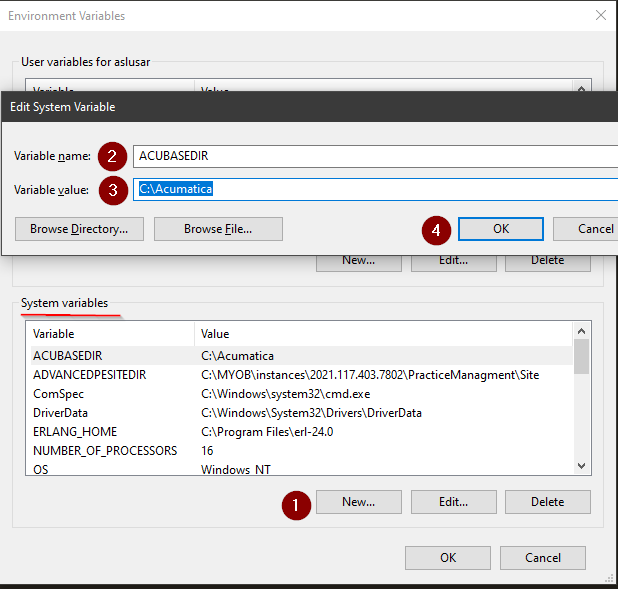 Environment Variables
User variables for aslusar
Variable Value
Edit System Variable
Variable name: 2 ACUBASEDIR
Variable value: 3 C:\Acumatica
Browse Directory... Browse File... 4 OK Cancel
New... Edit... Delete
System variables
Variable Value
ACUBASEDIR C:\Acumatica
ADVANCEDPESITEDIR C:\MYOB\instances\2021.117.403.7802\PracticeManagment\Site
ComSpec C:\Windows\system32\cmd.exe
DriverData C:\Windows\System32\Drivers\DriverData
ERLANG_HOME C:\Program Files\erl-24.0
NUMBER_OF_PROCESSORS 16
OS Windows_NT
1 New... Edit... Delete
OK Cancel